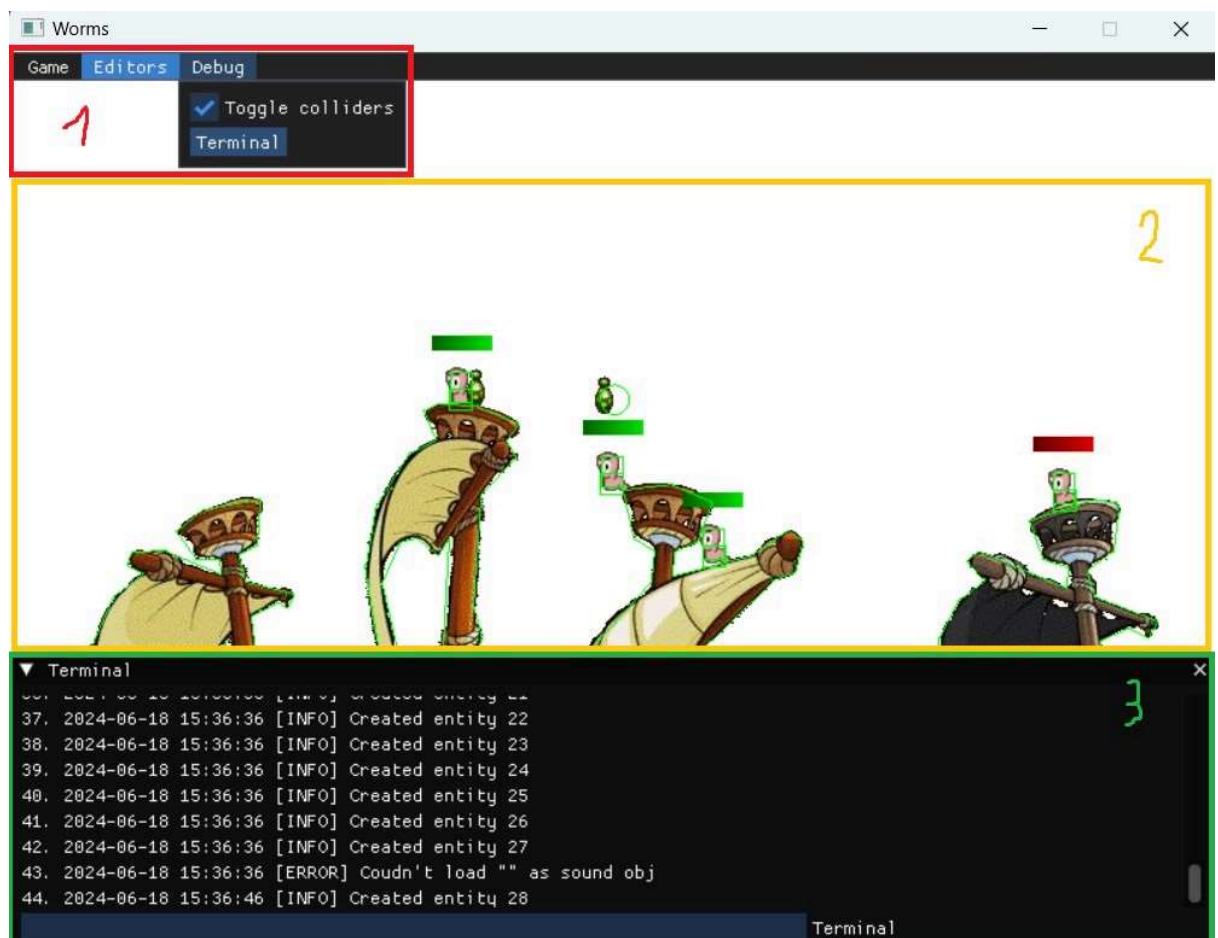 Worms
Game Editors Debug
Toggle colliders
Terminal
1
2
Terminal
3
37. 2024-06-18 15:36:36 [INFO] Created entity 22
38. 2024-06-18 15:36:36 [INFO] Created entity 23
39. 2024-06-18 15:36:36 [INFO] Created entity 24
40. 2024-06-18 15:36:36 [INFO] Created entity 25
41. 2024-06-18 15:36:36 [INFO] Created entity 26
42. 2024-06-18 15:36:36 [INFO] Created entity 27
43. 2024-06-18 15:36:36 [ERROR] Coudn't load "" as sound obj
44. 2024-06-18 15:36:46 [INFO] Created entity 28
Terminal